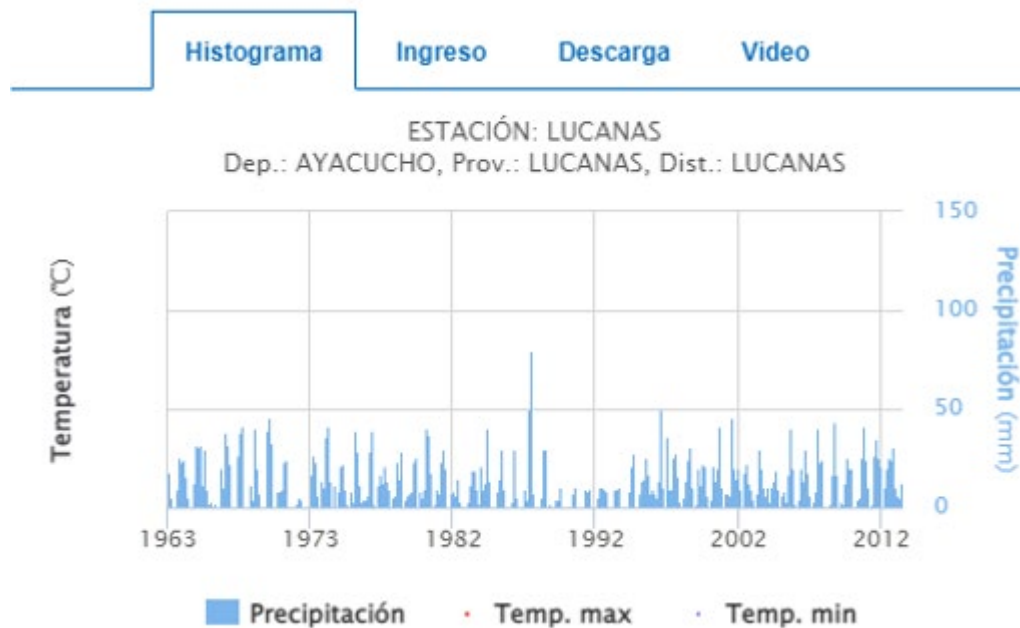 Histograma Ingreso Descarga Video
ESTACIÓN: LUCANAS
Dep.: AYACUCHO, Prov.: LUCANAS, Dist.: LUCANAS
Temperatura (°C)
150
100
50
0
Precipitación (mm)
1963 1973 1982 1992 2002 2012
Precipitación Temp. max Temp. min